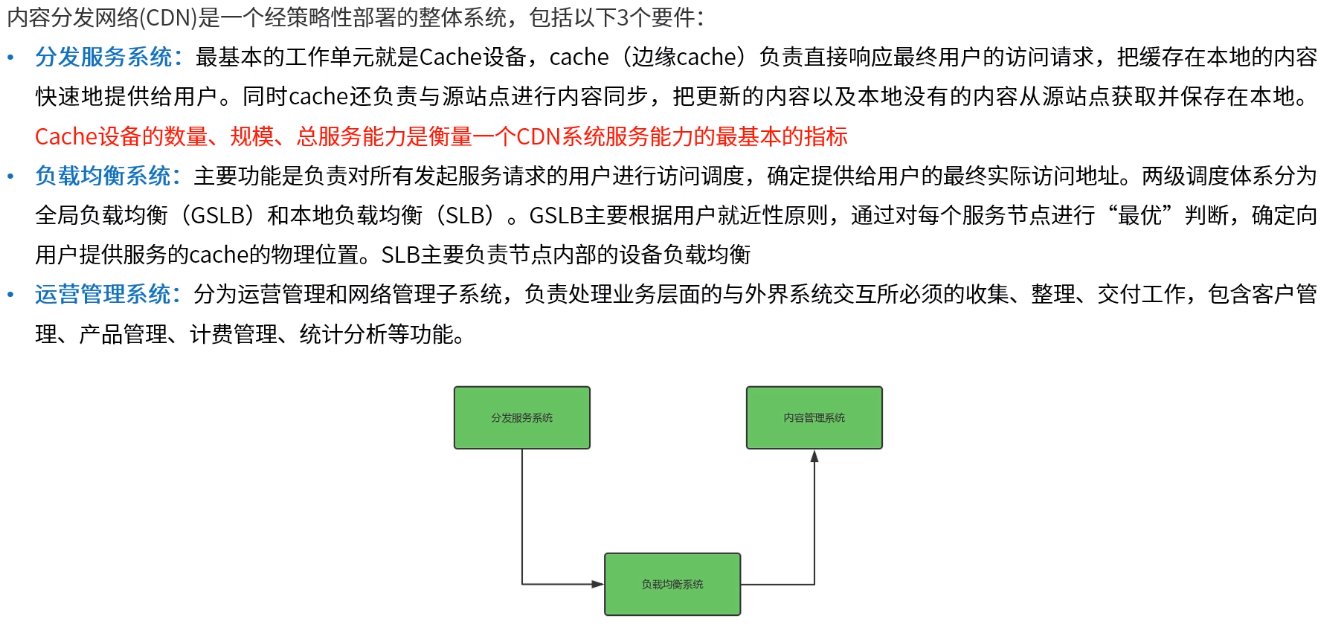 内容分发网络(CDN)是一个经策略性部署的整体系统，包括以下3个要件：
• 分发服务系统：最基本的工作单元就是Cache设备，cache（边缘cache）负责直接响应最终用户的访问请求，把缓存在本地的内容
快速地提供给用户。同时cache还负责与源站点进行内容同步，把更新的内容以及本地没有的内容从源站点获取并保存在本地。
Cache设备的数量、规模、总服务能力是衡量一个CDN系统服务能力的最基本的指标
• 负载均衡系统：主要功能是负责对所有发起服务请求的用户进行访问调度，确定提供给用户的最终实际访问地址。两级调度体系分为
全局负载均衡（GSLB）和本地负载均衡（SLB）。GSLB主要根据用户就近性原则，通过对每个服务节点进行“最优”判断，确定向
用户提供服务的cache的物理位置。SLB主要负责节点内部的设备负载均衡
• 运营管理系统：分为运营管理和网络管理子系统，负责处理业务层面的与外界系统交互所必须的收集、整理、交付工作，包含客户管
理、产品管理、计费管理、统计分析等功能。
分发服务系统
内容管理系统
负载均衡系统